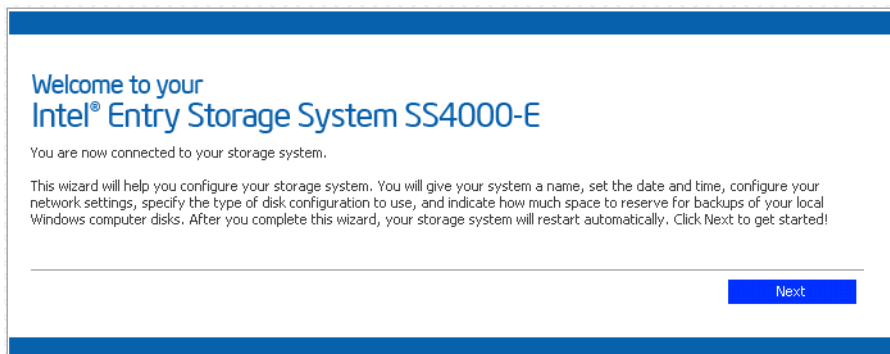 Welcome to your
Intel® Entry Storage System SS4000-E
You are now connected to your storage system.
This wizard will help you configure your storage system. You will give your system a name, set the date and time, configure your
network settings, specify the type of disk configuration to use, and indicate how much space to reserve for backups of your local
Windows computer disks. After you complete this wizard, your storage system will restart automatically. Click Next to get started!
Next